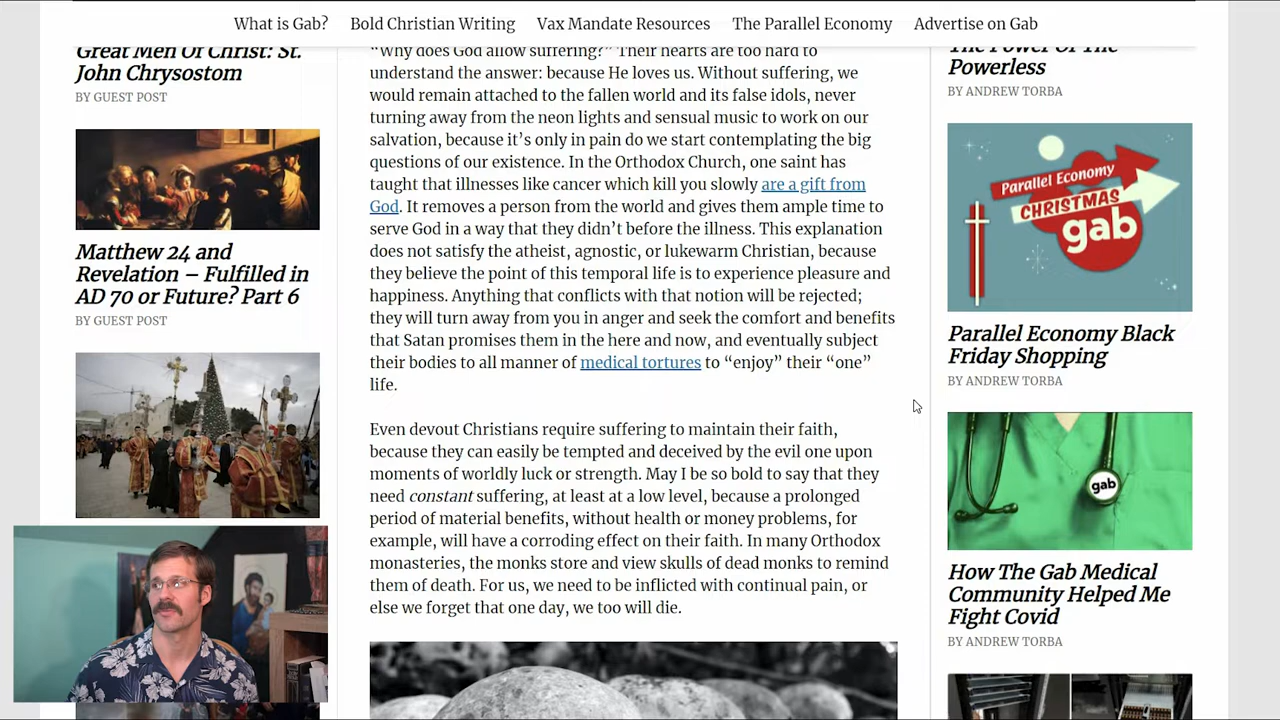 What is Gab?
Bold Christian Writing
Vax Mandate Resources
The Parallel Economy
Advertise on Gab
Great Men Of Christ: St.
John Chrysostom
BY GUEST POST
Matthew 24 and
Revelation – Fulfilled in
AD 70 or Future? Part 6
BY GUEST POST
“Why does God allow suffering?” Their hearts are too hard to
understand the answer: because He loves us. Without suffering, we
would remain attached to the fallen world and its false idols, never
turning away from the neon lights and sensual music to work on our
salvation, because it’s only in pain do we start contemplating the big
questions of our existence. In the Orthodox Church, one saint has
taught that illnesses like cancer which kill you slowly are a gift from
God. It removes a person from the world and gives them ample time to
serve God in a way that they didn’t before the illness. This explanation
does not satisfy the atheist, agnostic, or lukewarm Christian, because
they believe the point of this temporal life is to experience pleasure and
happiness. Anything that conflicts with that notion will be rejected;
they will turn away from you in anger and seek the comfort and benefits
that Satan promises them in the here and now, and eventually subject
their bodies to all manner of medical tortures to “enjoy” their “one”
life.
Even devout Christians require suffering to maintain their faith,
because they can easily be tempted and deceived by the evil one upon
moments of worldly luck or strength. May I be so bold to say that they
need constant suffering, at least at a low level, because a prolonged
period of material benefits, without health or money problems, for
example, will have a corroding effect on their faith. In many Orthodox
monasteries, the monks store and view skulls of dead monks to remind
them of death. For us, we need to be inflicted with continual pain, or
else we forget that one day, we too will die.
The Power Of The
Powerless
BY ANDREW TORBA
Parallel Economy
CHRISTMAS
gab
Parallel Economy Black
Friday Shopping
BY ANDREW TORBA
gab
How The Gab Medical
Community Helped Me
Fight Covid
BY ANDREW TORBA